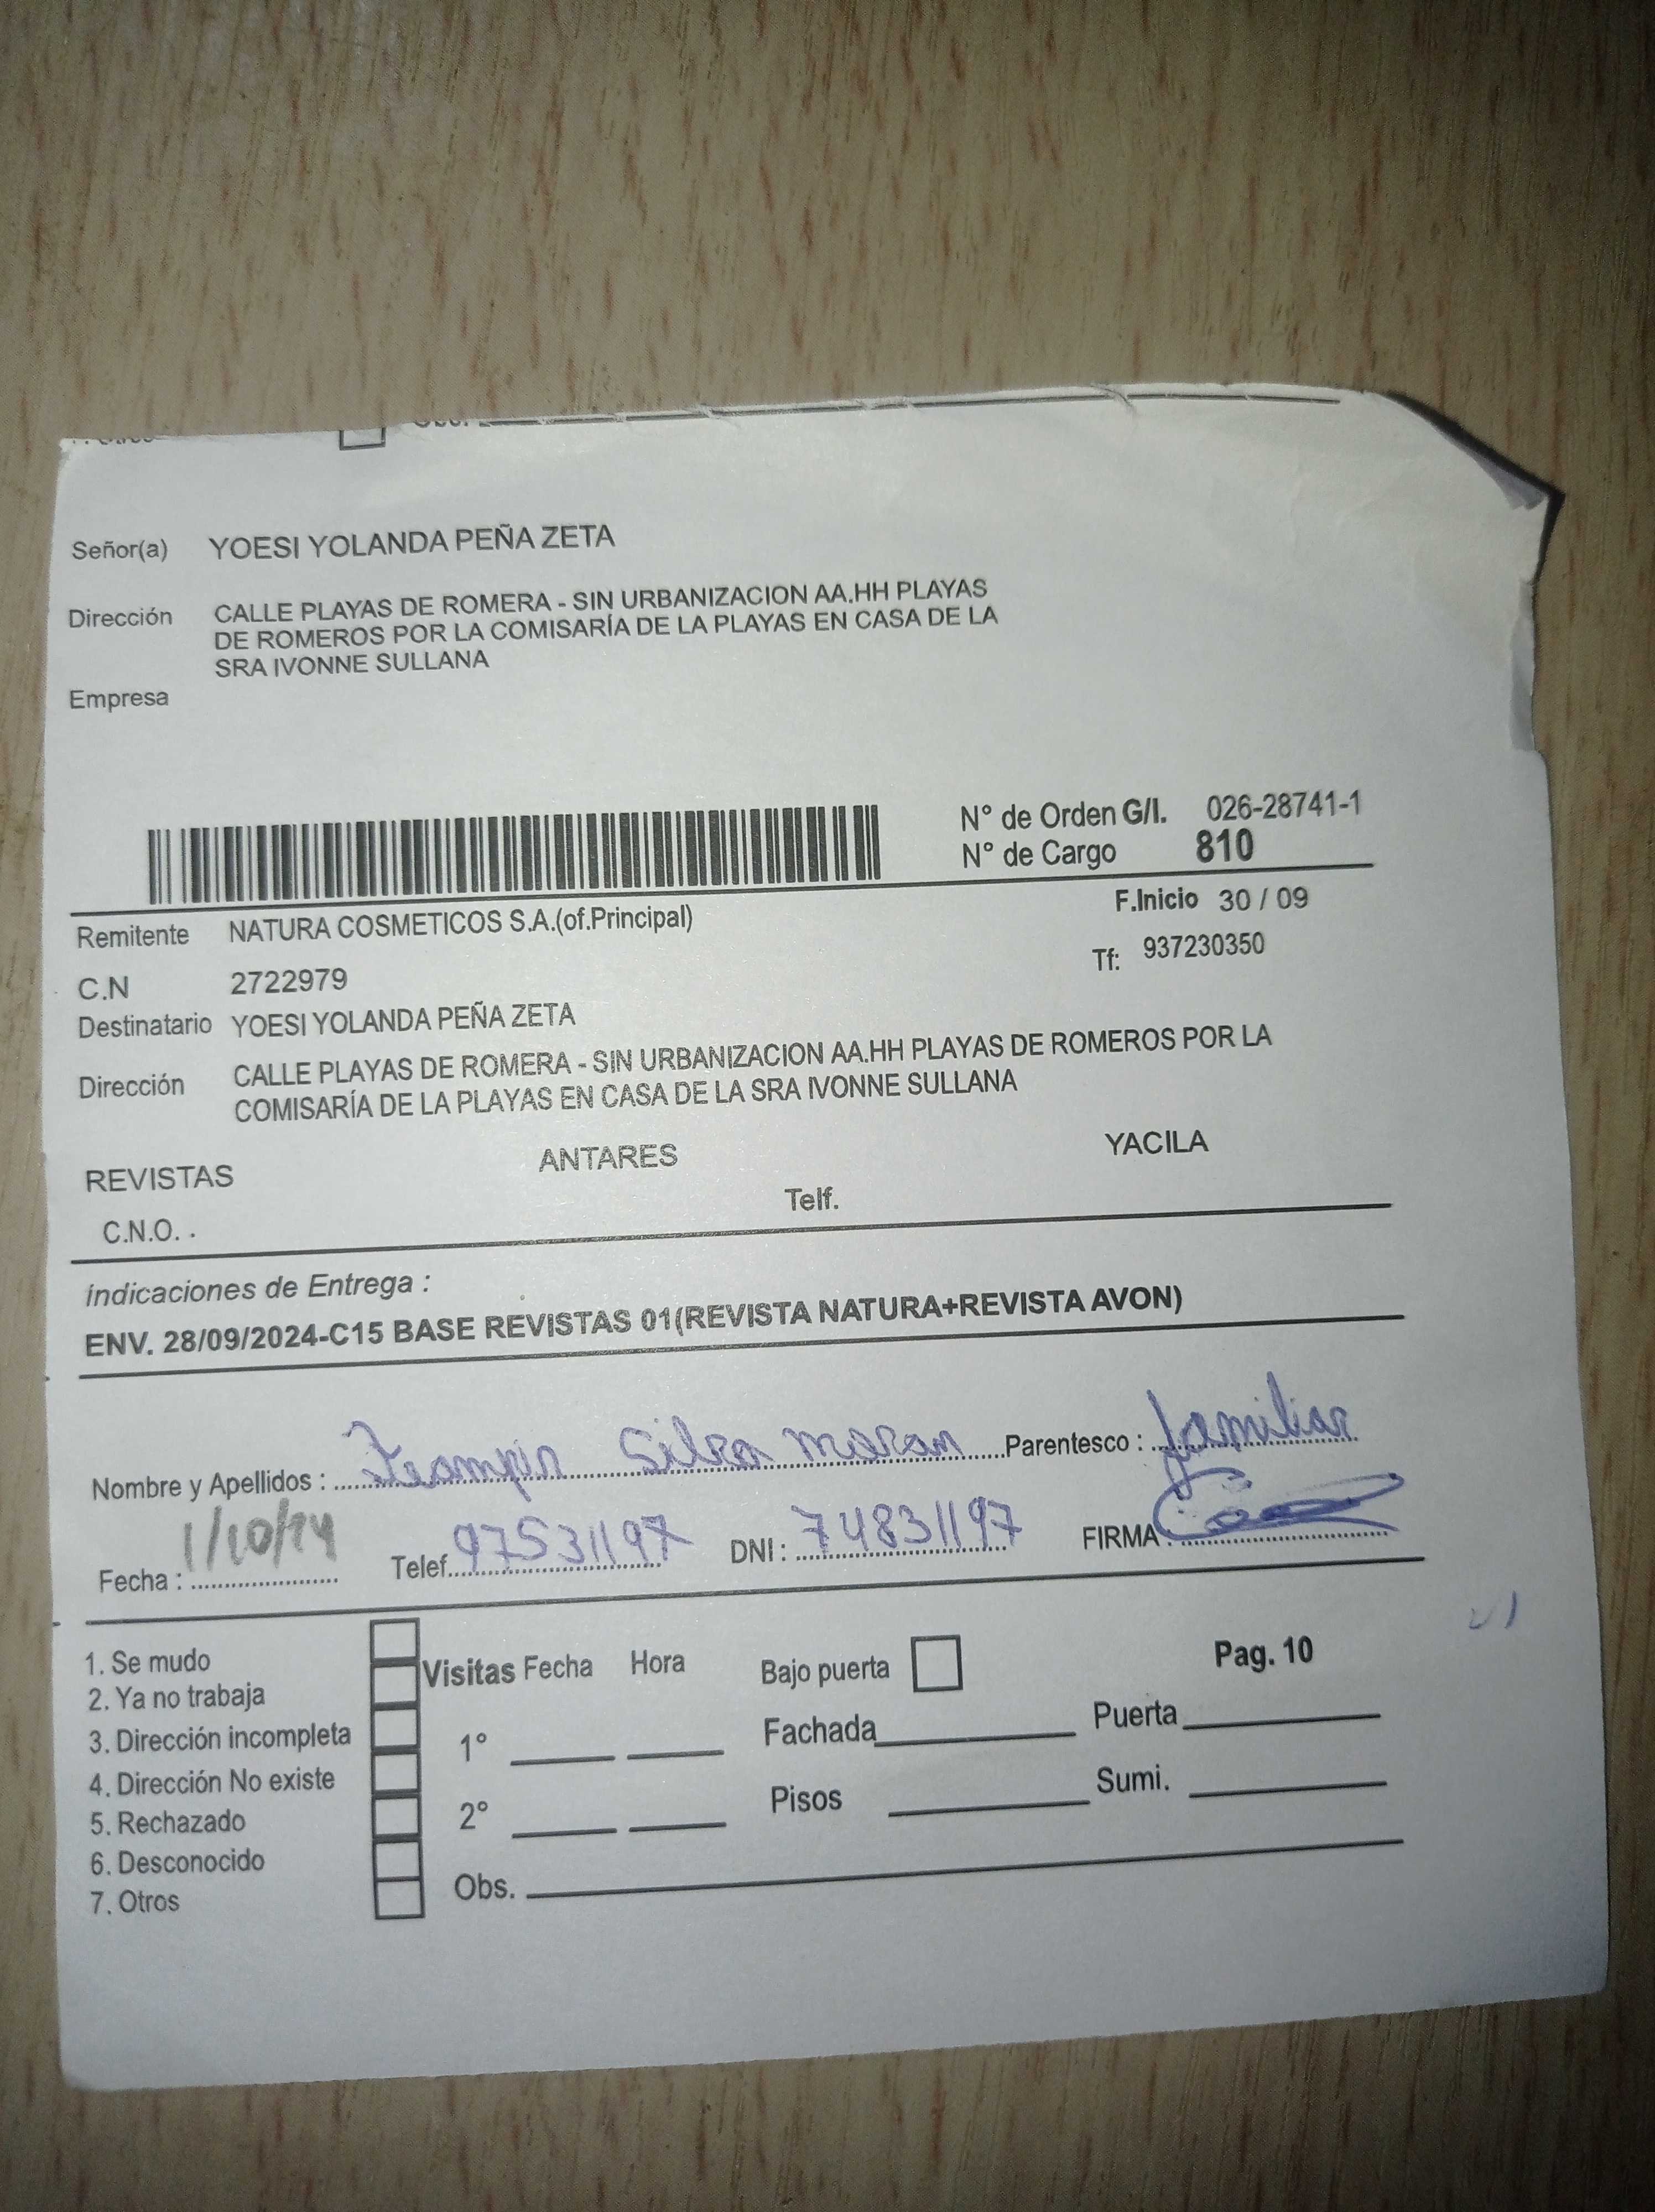 Señor(a) YOESI YOLANDA PEÑA ZETA
Dirección CALLE PLAYAS DE ROMERA - SIN URBANIZACION AA.HH PLAYAS
DE ROMEROS POR LA COMISARÍA DE LA PLAYAS EN CASA DE LA
SRA IVONNE SULLANA
Empresa
N° de Orden G/I. 026-28741-1
N° de Cargo 810
F.Inicio 30 / 09
Remitente NATURA COSMETICOS S.A.(of.Principal)
Tf: 937230350
C.N 2722979
Destinatario YOESI YOLANDA PEÑA ZETA
Dirección CALLE PLAYAS DE ROMERA - SIN URBANIZACION AA.HH PLAYAS DE ROMEROS POR LA
COMISARÍA DE LA PLAYAS EN CASA DE LA SRA IVONNE SULLANA
REVISTAS ANTARES YACILA
C.N.O. . Telf.
índicaciones de Entrega :
ENV. 28/09/2024-C15 BASE REVISTAS 01(REVISTA NATURA+REVISTA AVON)
Nombre y Apellidos : Silva moran Parentesco : familiar
Fecha : 1/10/24 Telef. 97531197 DNI : 74831197 FIRMA :
1. Se mudo Visitas Fecha Hora Bajo puerta Pag. 10
2. Ya no trabaja
3. Dirección incompleta 1° Fachada Puerta
4. Dirección No existe
5. Rechazado 2° Pisos Sumi.
6. Desconocido
7. Otros Obs.